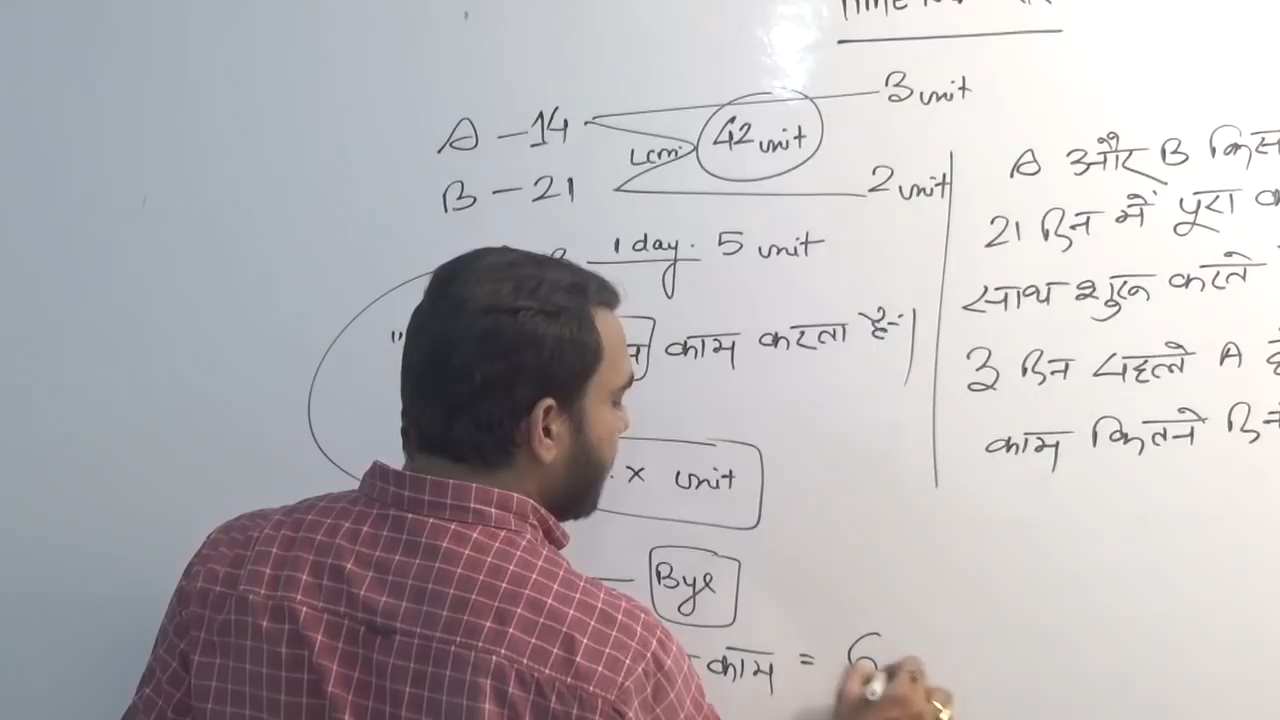 A - 14 3 unit
Lcm 42 unit
B - 21 2 unit
1 day. 5 unit
काम करता है-
x unit
Bye
काम = 6
A और B किस
21 दिन में पूरा
साथ शुरू करते
3 दिन पहले A
काम कितने दिन